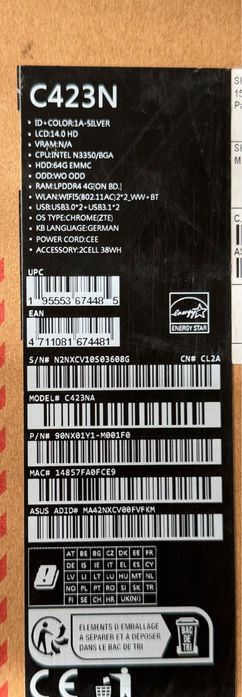 C423N
• ID+COLOR:1A-SILVER
• LCD:14.0 HD
• VRAM:N/A
• CPU:INTEL N3350/BGA
• HDD:64G EMMC
• ODD:WO ODD
• RAM:LPDDR4 4G(ON BD.)
• WLAN:WIFI5(802.11AC)2*2_WW+BT
• USB:USB3.0*2+USB3.1*2
• OS TYPE:CHROME(ZTE)
• KB LANGUAGE:GERMAN
• POWER CORD:CEE
• ACCESSORY:2CELL 38WH
UPC
1 95553 67448 5
EAN
4 711081 674481
energy
ENERGY STAR
S/N# N2NXCV10S03608G CN# CL2A
MODEL# C423NA
P/N# 90NX01Y1-M001F0
MAC# 14857FA0FCE9
ASUS ADID# MA42NXCV00FVFKM
AT BE BG CZ DK EE FR
DE IS IE IT EL ES CY
LV LI LT LU HU MT NL
NO PL PT RO SI SK TR
FI SE CH HR UK(NI)
ÉLÉMENTS D'EMBALLAGE
À SÉPARER ET À DÉPOSER
DANS LE BAC DE TRI
BAC
DE
TRI
CE